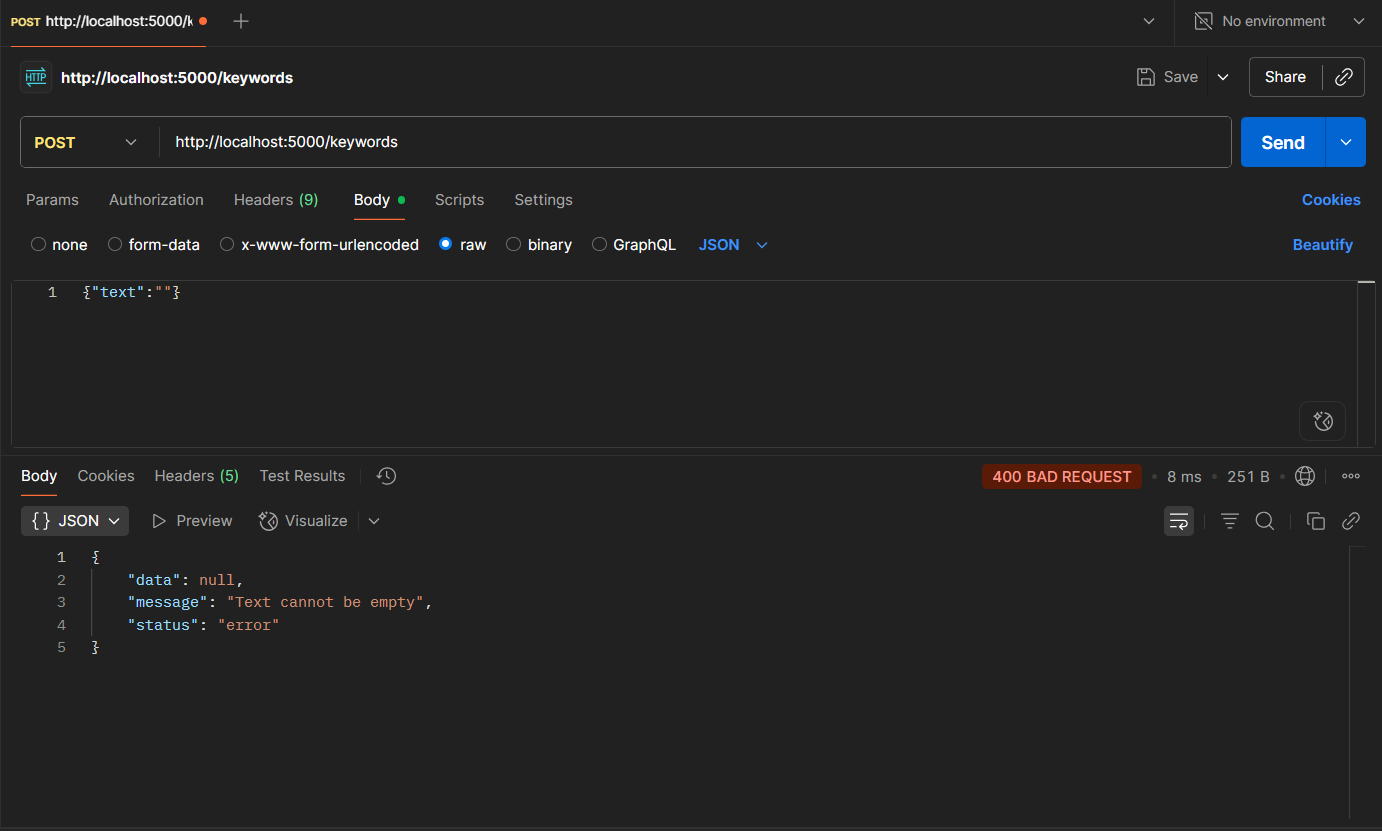 POST http://localhost:5000/k
No environment
HTTP http://localhost:5000/keywords
Save
Share
POST http://localhost:5000/keywords
Send
Params Authorization Headers (9) Body Scripts Settings
Cookies
none form-data x-www-form-urlencoded raw binary GraphQL JSON
Beautify
1 {"text":""}
Body Cookies Headers (5) Test Results
400 BAD REQUEST • 8 ms • 251 B
{} JSON Preview Visualize
1 {
2 "data": null,
3 "message": "Text cannot be empty",
4 "status": "error"
5 }